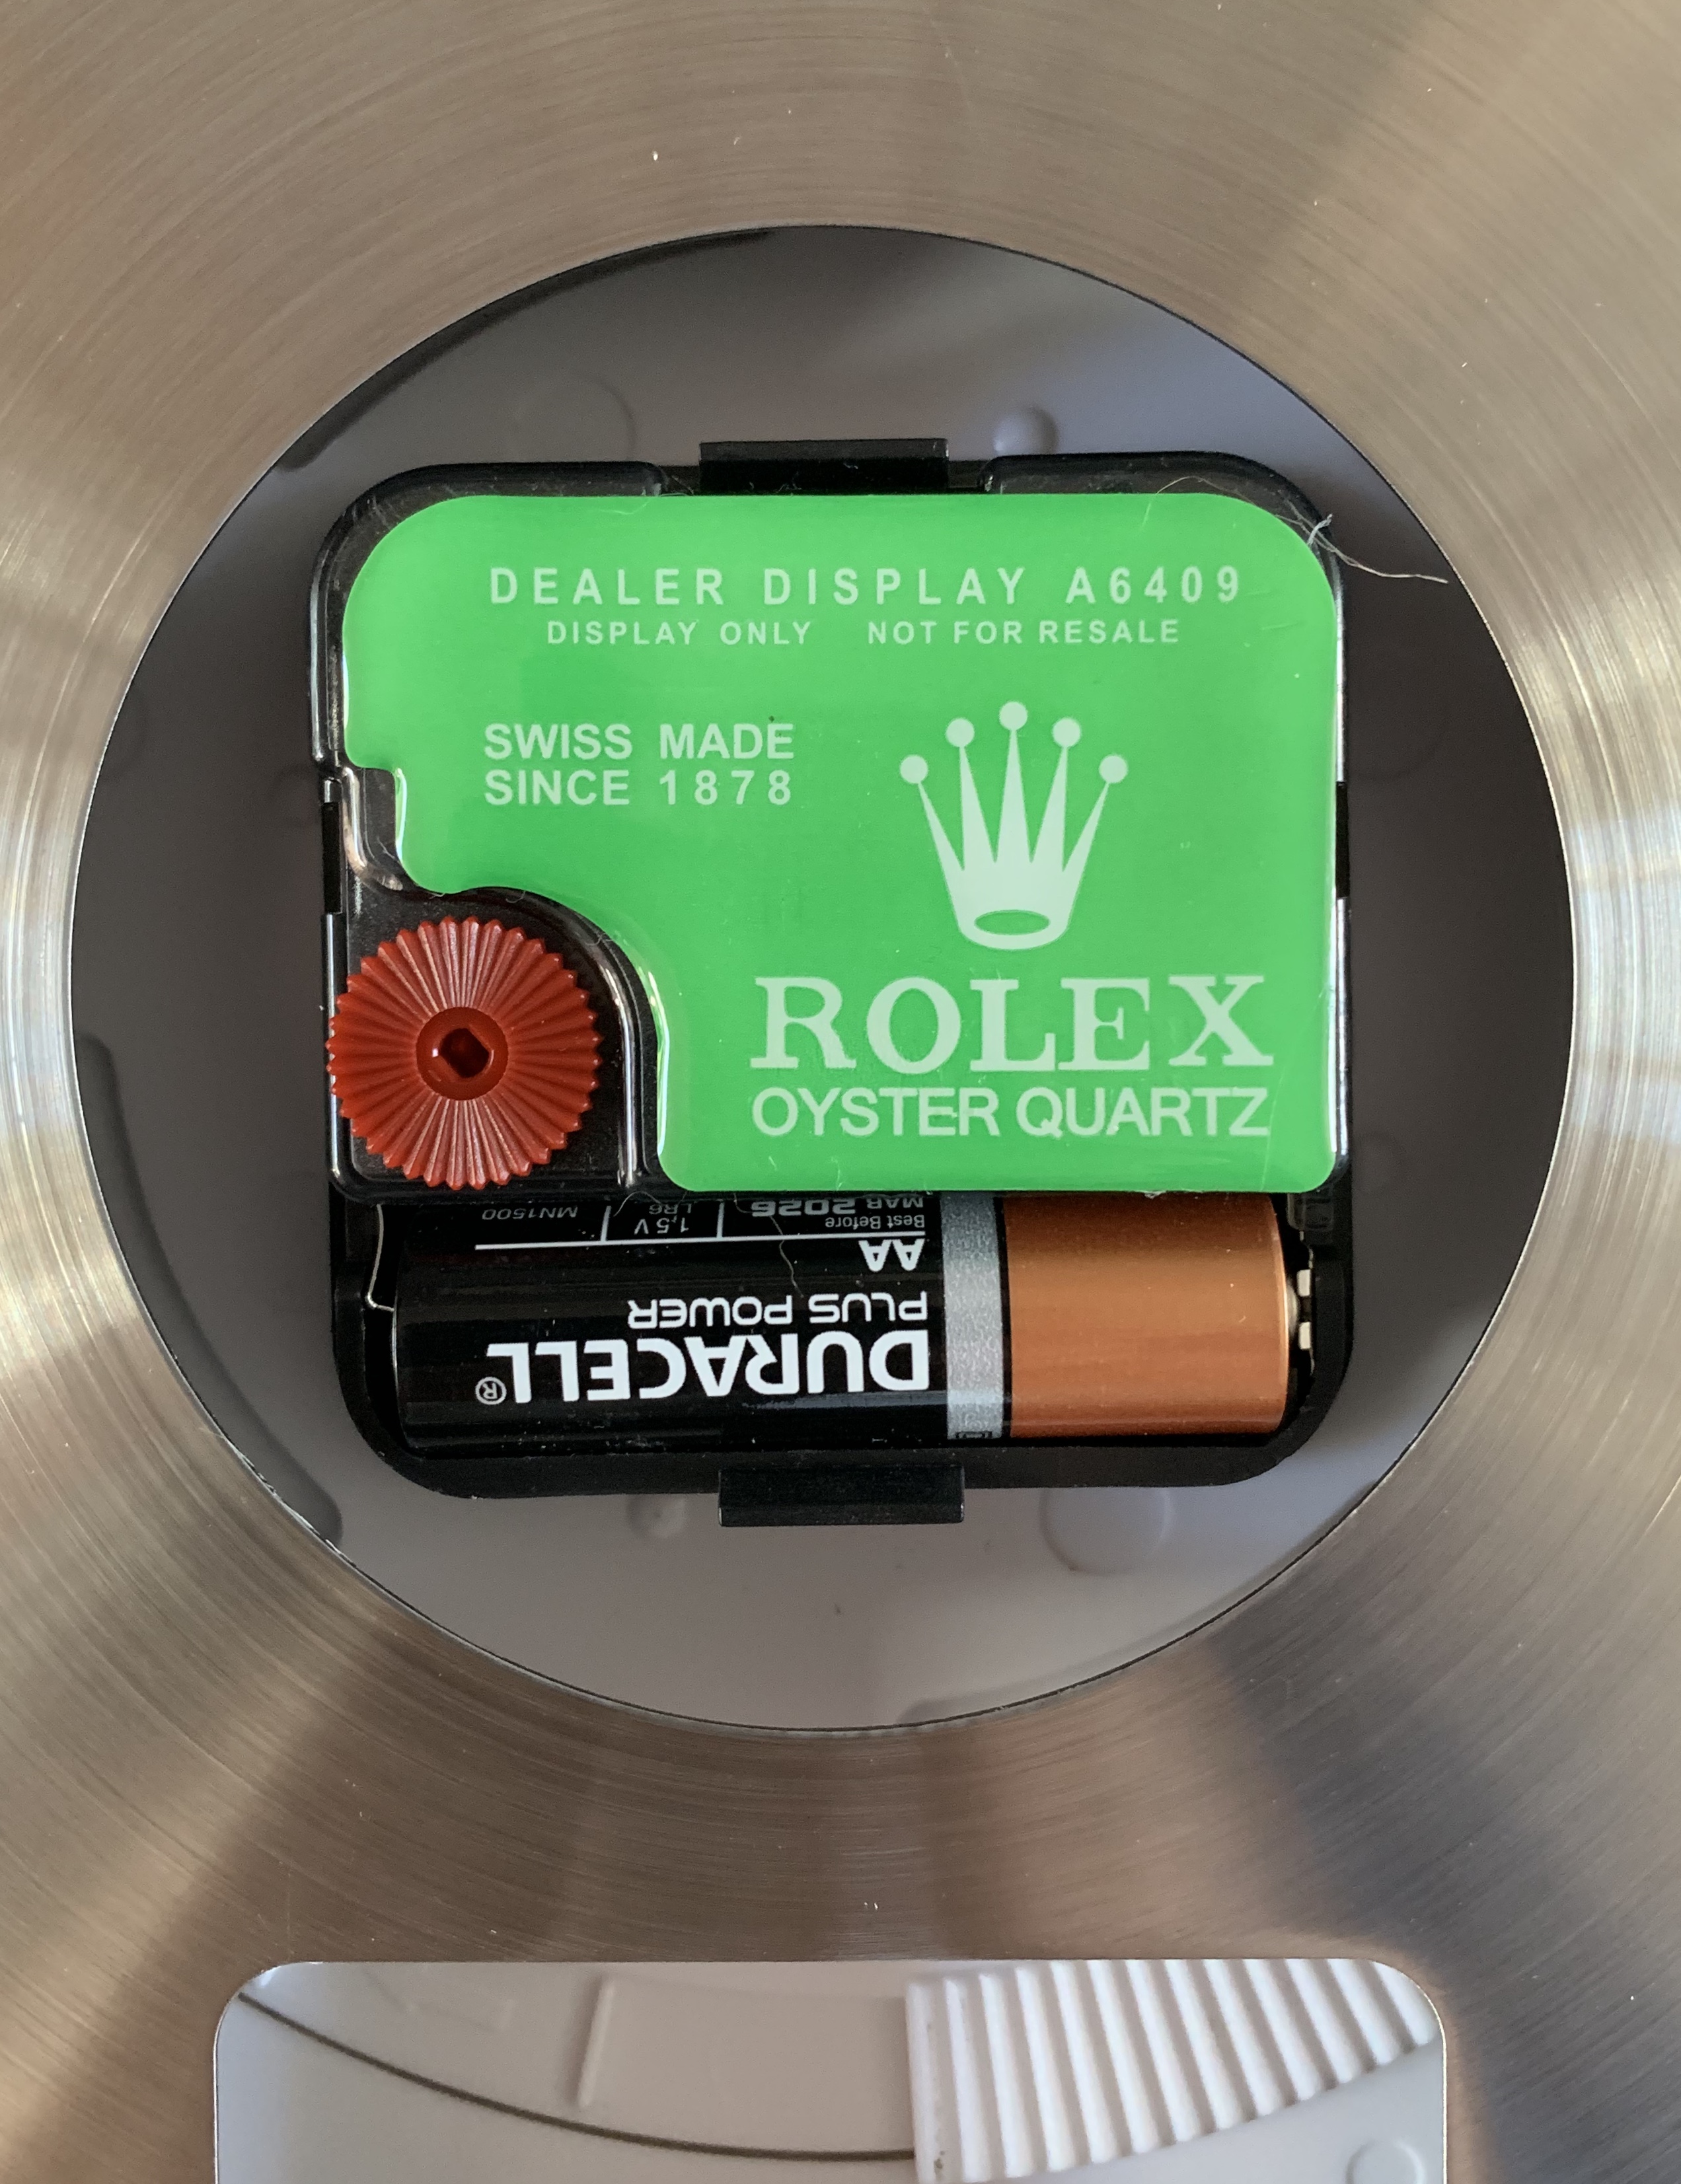 DEALER DISPLAY A6409
DISPLAY ONLY NOT FOR RESALE
SWISS MADE
SINCE 1878
ROLEX
OYSTER QUARTZ
DURACELL®
PLUS POWER
AA
Best Before
MAR 2026
1,5 V
LR6
MN1500